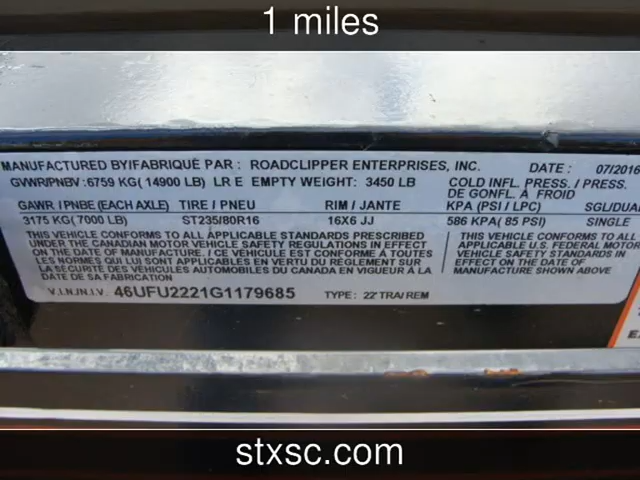 1 miles
MANUFACTURED BY/FABRIQUÉ PAR : ROADCLIPPER ENTERPRISES, INC. DATE : 07/2016
GVWR/PNBV : 6759 KG( 14900 LB) LR E EMPTY WEIGHT: 3450 LB COLD INFL. PRESS. / PRESS. DE GONFL. À FROID
GAWR / PNBE (EACH AXLE) TIRE / PNEU RIM / JANTE KPA (PSI / LPC) SGL/DUAL
3175 KG( 7000 LB) ST235/80R16 16X6 JJ 586 KPA( 85 PSI) SINGLE
THIS VEHICLE CONFORMS TO ALL APPLICABLE STANDARDS PRESCRIBED
UNDER THE CANADIAN MOTOR VEHICLE SAFETY REGULATIONS IN EFFECT
ON THE DATE OF MANUFACTURE / CE VÉHICULE EST CONFORME À TOUTES
LES NORMES QUI LUI SONT APPLICABLES EN VERTU DU RÈGLEMENT
SUR LA SÉCURITÉ DES VÉHICULES AUTOMOBILES DU CANADA EN VIGUEUR À LA
DATE DE SA FABRICATION
THIS VEHICLE CONFORMS TO ALL
APPLICABLE U.S. FEDERAL MOTOR
VEHICLE SAFETY STANDARDS
IN EFFECT ON THE DATE OF
MANUFACTURE SHOWN ABOVE
V.I.N./N.I.V. 46UFU2221G1179685 TYPE : 22' TRA/REM
stxsc.com